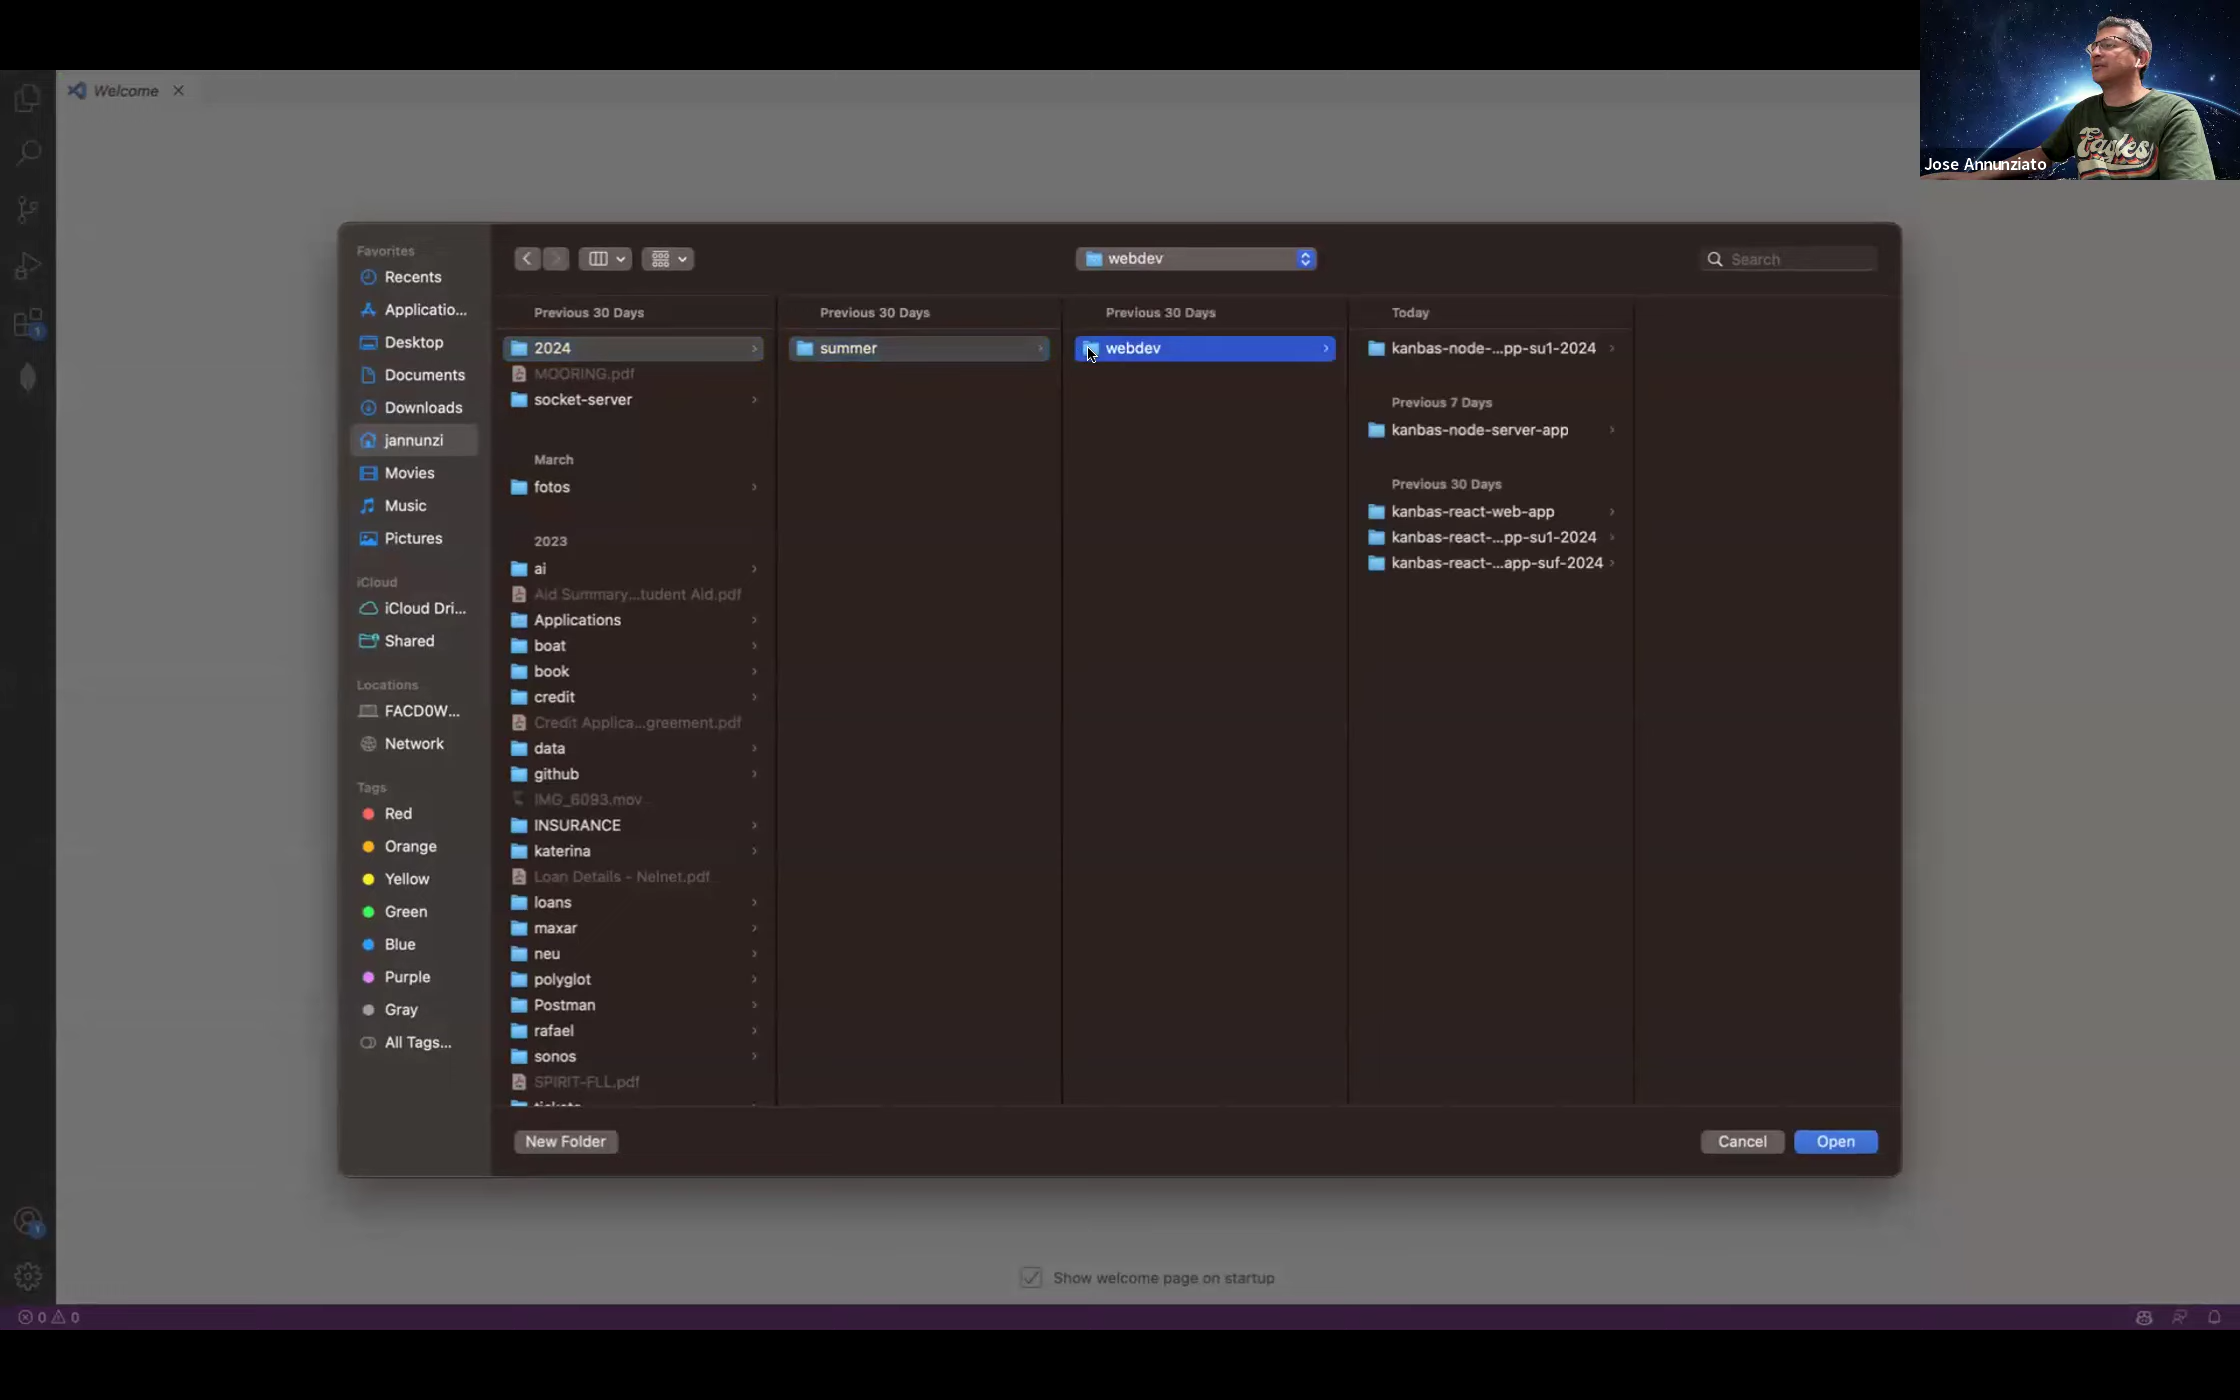 Welcome
Eagles
Jose Annunziato
Favorites
Recents
Applicatio...
Desktop
Documents
Downloads
jannunzi
Movies
Music
Pictures
iCloud
iCloud Dri...
Shared
Locations
FACD0W...
Network
Tags
Red
Orange
Yellow
Green
Blue
Purple
Gray
All Tags...
webdev
Search
Previous 30 Days
2024
MOORING.pdf
socket-server
March
fotos
2023
ai
Aid Summary...tudent Aid.pdf
Applications
boat
book
credit
Credit Applica...greement.pdf
data
github
IMG_6093.mov
INSURANCE
katerina
Loan Details - Nelnet.pdf
loans
maxar
neu
polyglot
Postman
rafael
sonos
SPIRIT-FLL.pdf
Previous 30 Days
summer
Previous 30 Days
webdev
Today
kanbas-node-...pp-su1-2024
Previous 7 Days
kanbas-node-server-app
Previous 30 Days
kanbas-react-web-app
kanbas-react-...pp-su1-2024
kanbas-react-...app-suf-2024
New Folder
Cancel
Open
1
1
Show welcome page on startup
0 0